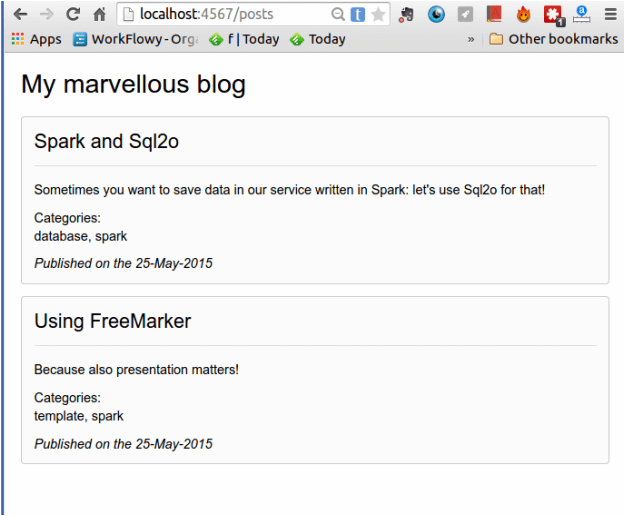 localhost:4567/posts
Apps WorkFlowy - Orga f | Today Today » Other bookmarks
My marvellous blog
Spark and Sql2o
Sometimes you want to save data in our service written in Spark: let's use Sql2o for that!
Categories:
database, spark
Published on the 25-May-2015
Using FreeMarker
Because also presentation matters!
Categories:
template, spark
Published on the 25-May-2015